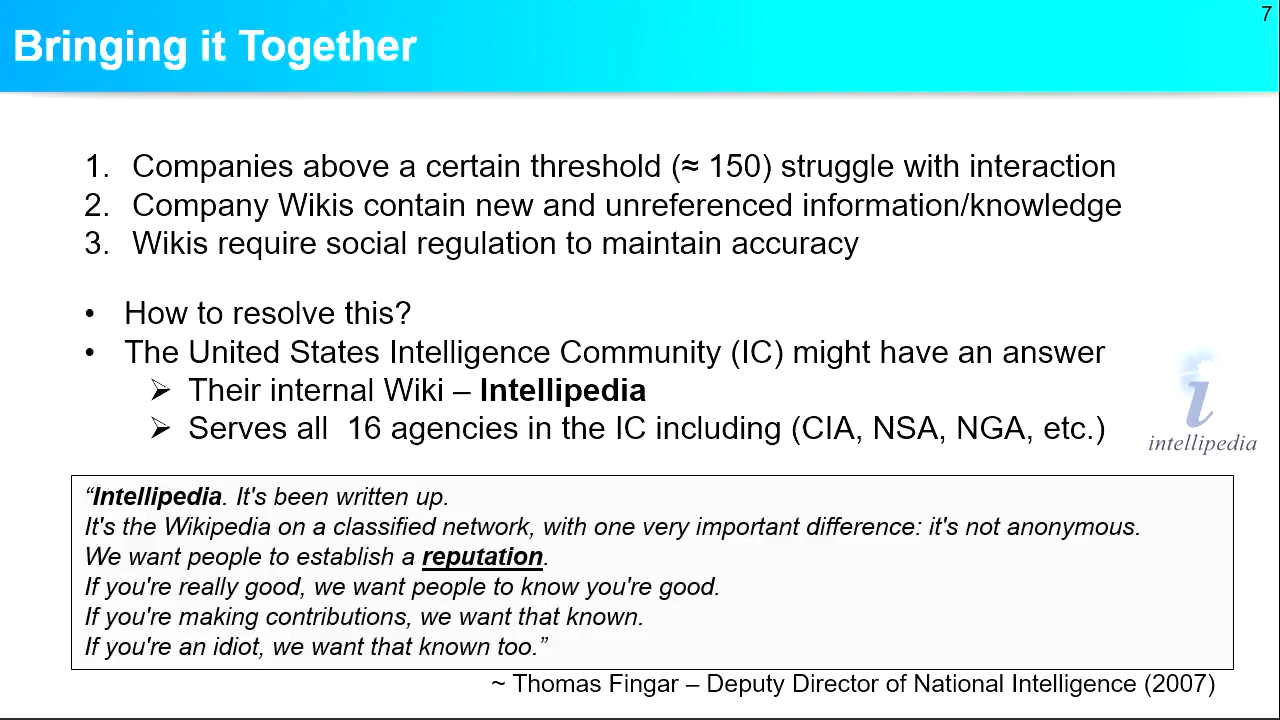 7
Bringing it Together
1. Companies above a certain threshold (≈ 150) struggle with interaction
2. Company Wikis contain new and unreferenced information/knowledge
3. Wikis require social regulation to maintain accuracy
• How to resolve this?
• The United States Intelligence Community (IC) might have an answer
➢ Their internal Wiki – Intellipedia
➢ Serves all  16 agencies in the IC including (CIA, NSA, NGA, etc.)
i
intellipedia
“Intellipedia. It's been written up.
It's the Wikipedia on a classified network, with one very important difference: it's not anonymous.
We want people to establish a reputation.
If you're really good, we want people to know you're good.
If you're making contributions, we want that known.
If you're an idiot, we want that known too.”
~ Thomas Fingar – Deputy Director of National Intelligence (2007)